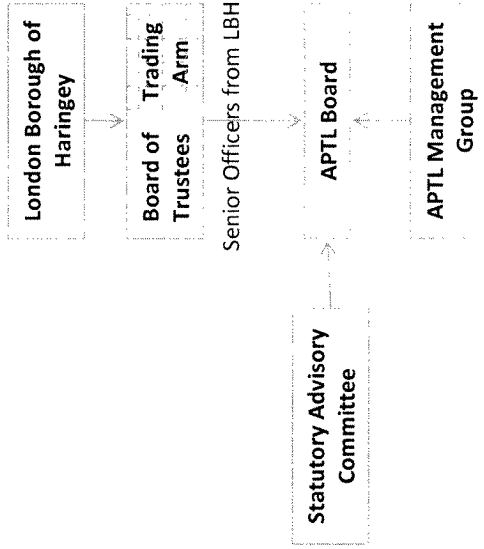 London Borough of
Haringey
Board of
Trustees
Trading
Arm
Senior Officers from LBH
Statutory Advisory
Committee
APTL Board
APTL Management
Group